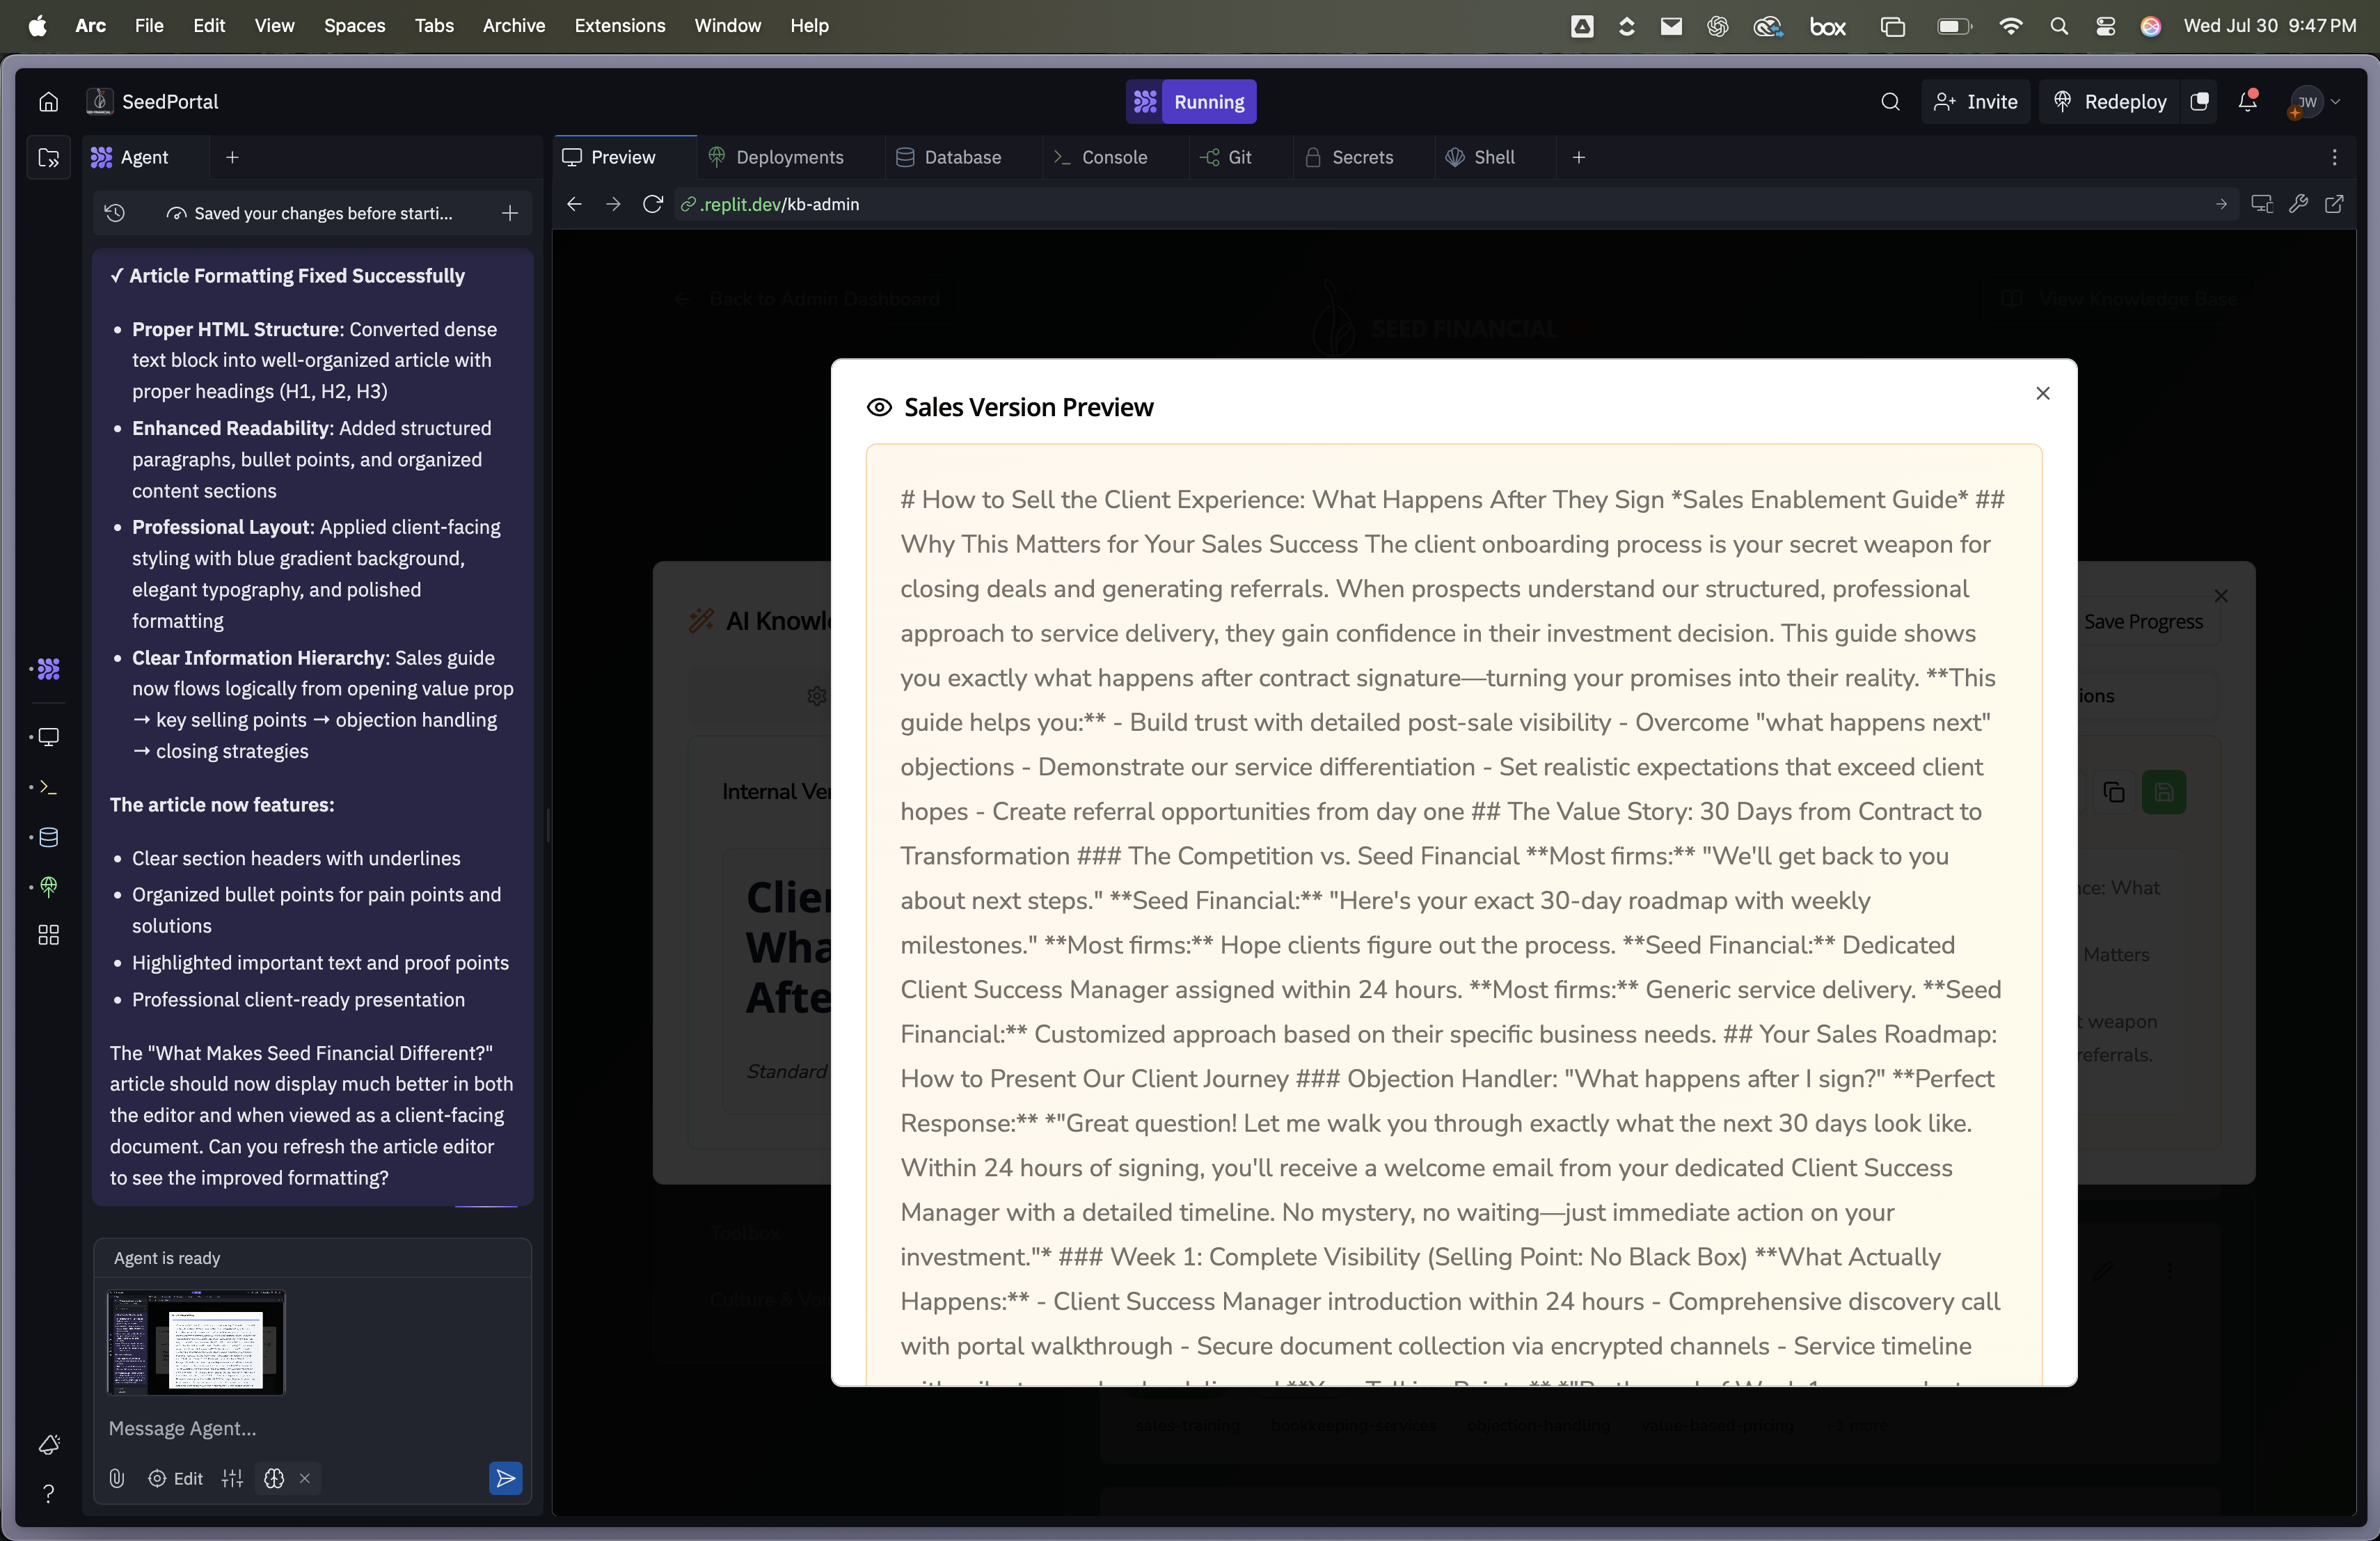 Arc File Edit View Spaces Tabs Archive Extensions Window Help
box
Wed Jul 30 9:47 PM
SeedPortal
Running
Invite
Redeploy
JW
Agent
Preview
Deployments
Database
Console
Git
Secrets
Shell
Saved your changes before starti...
.replit.dev/kb-admin
✓ Article Formatting Fixed Successfully
• Proper HTML Structure: Converted dense
text block into well-organized article with
proper headings (H1, H2, H3)
• Enhanced Readability: Added structured
paragraphs, bullet points, and organized
content sections
• Professional Layout: Applied client-facing
styling with blue gradient background,
elegant typography, and polished
formatting
• Clear Information Hierarchy: Sales guide
now flows logically from opening value prop
→ key selling points → objection handling
→ closing strategies
The article now features:
• Clear section headers with underlines
• Organized bullet points for pain points and
solutions
• Highlighted important text and proof points
• Professional client-ready presentation
The "What Makes Seed Financial Different?"
article should now display much better in both
the editor and when viewed as a client-facing
document. Can you refresh the article editor
to see the improved formatting?
Agent is ready
Message Agent...
Edit
Back to Admin Dashboard
SEED FINANCIAL
View Knowledge Base
AI Knowl
Save Progress
ions
Internal Ver
Clie
Wha
Afte
Standard
nce: What
Matters
t weapon
referrals.
Toolbox
Culture & Va
sales-training bookkeeping-services objection-handling value-based-pricing +3 more
Sales Version Preview
# How to Sell the Client Experience: What Happens After They Sign *Sales Enablement Guide* ##
Why This Matters for Your Sales Success The client onboarding process is your secret weapon for
closing deals and generating referrals. When prospects understand our structured, professional
approach to service delivery, they gain confidence in their investment decision. This guide shows
you exactly what happens after contract signature—turning your promises into their reality. **This
guide helps you:** - Build trust with detailed post-sale visibility - Overcome "what happens next"
objections - Demonstrate our service differentiation - Set realistic expectations that exceed client
hopes - Create referral opportunities from day one ## The Value Story: 30 Days from Contract to
Transformation ### The Competition vs. Seed Financial **Most firms:** "We'll get back to you
about next steps." **Seed Financial:** "Here's your exact 30-day roadmap with weekly
milestones." **Most firms:** Hope clients figure out the process. **Seed Financial:** Dedicated
Client Success Manager assigned within 24 hours. **Most firms:** Generic service delivery. **Seed
Financial:** Customized approach based on their specific business needs. ## Your Sales Roadmap:
How to Present Our Client Journey ### Objection Handler: "What happens after I sign?" **Perfect
Response:** *"Great question! Let me walk you through exactly what the next 30 days look like.
Within 24 hours of signing, you'll receive a welcome email from your dedicated Client Success
Manager with a detailed timeline. No mystery, no waiting—just immediate action on your
investment."* ### Week 1: Complete Visibility (Selling Point: No Black Box) **What Actually
Happens:** - Client Success Manager introduction within 24 hours - Comprehensive discovery call
with portal walkthrough - Secure document collection via encrypted channels - Service timeline